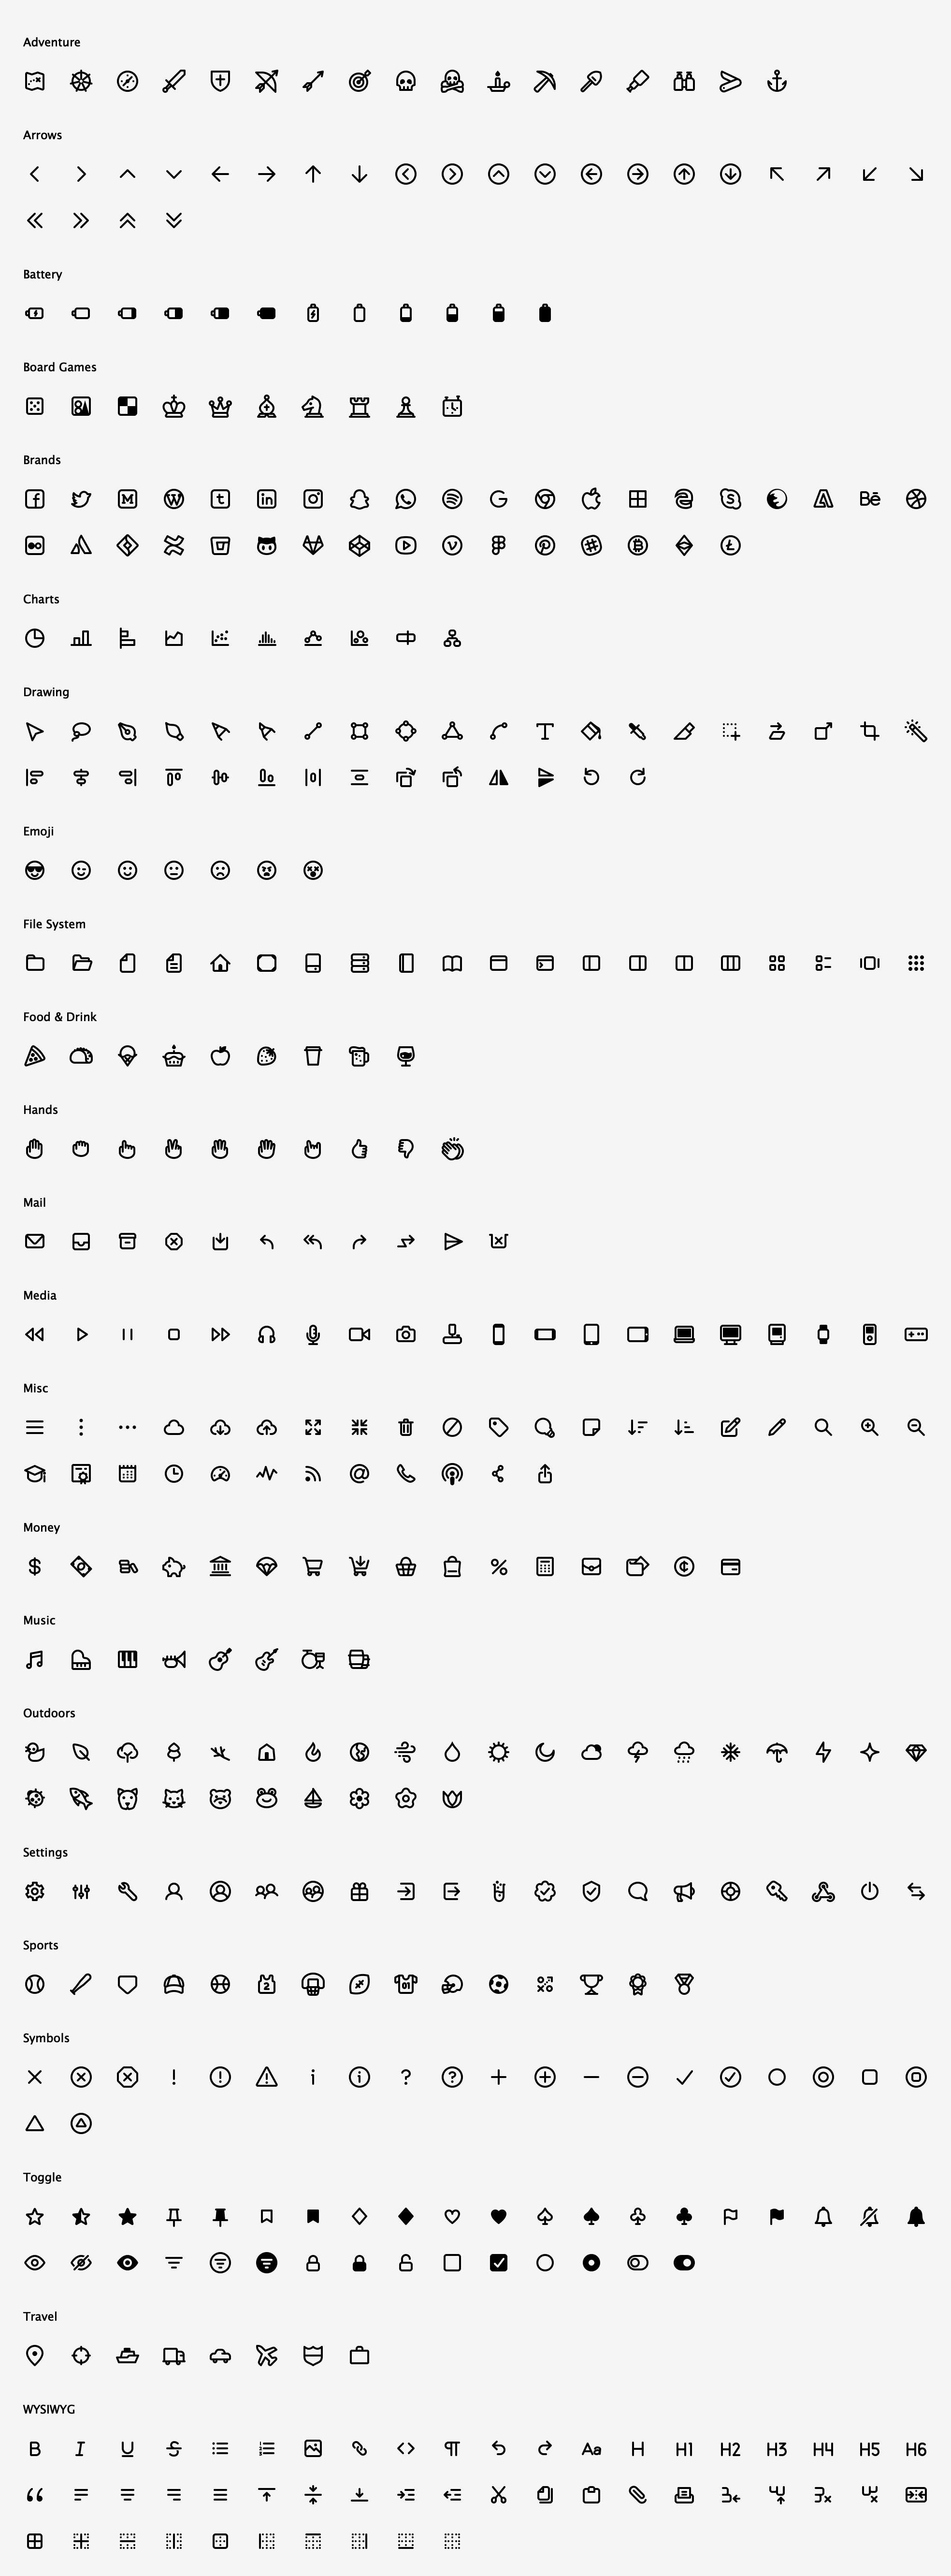 Adventure
Arrows
Battery
Board Games
Brands
Charts
Drawing
Emoji
File System
Food & Drink
Hands
Mail
Media
Misc
Money
Music
Outdoors
Settings
Sports
Symbols
Toggle
Travel
WYSIWYG
B I U S Aa H H1 H2 H3 H4 H5 H6